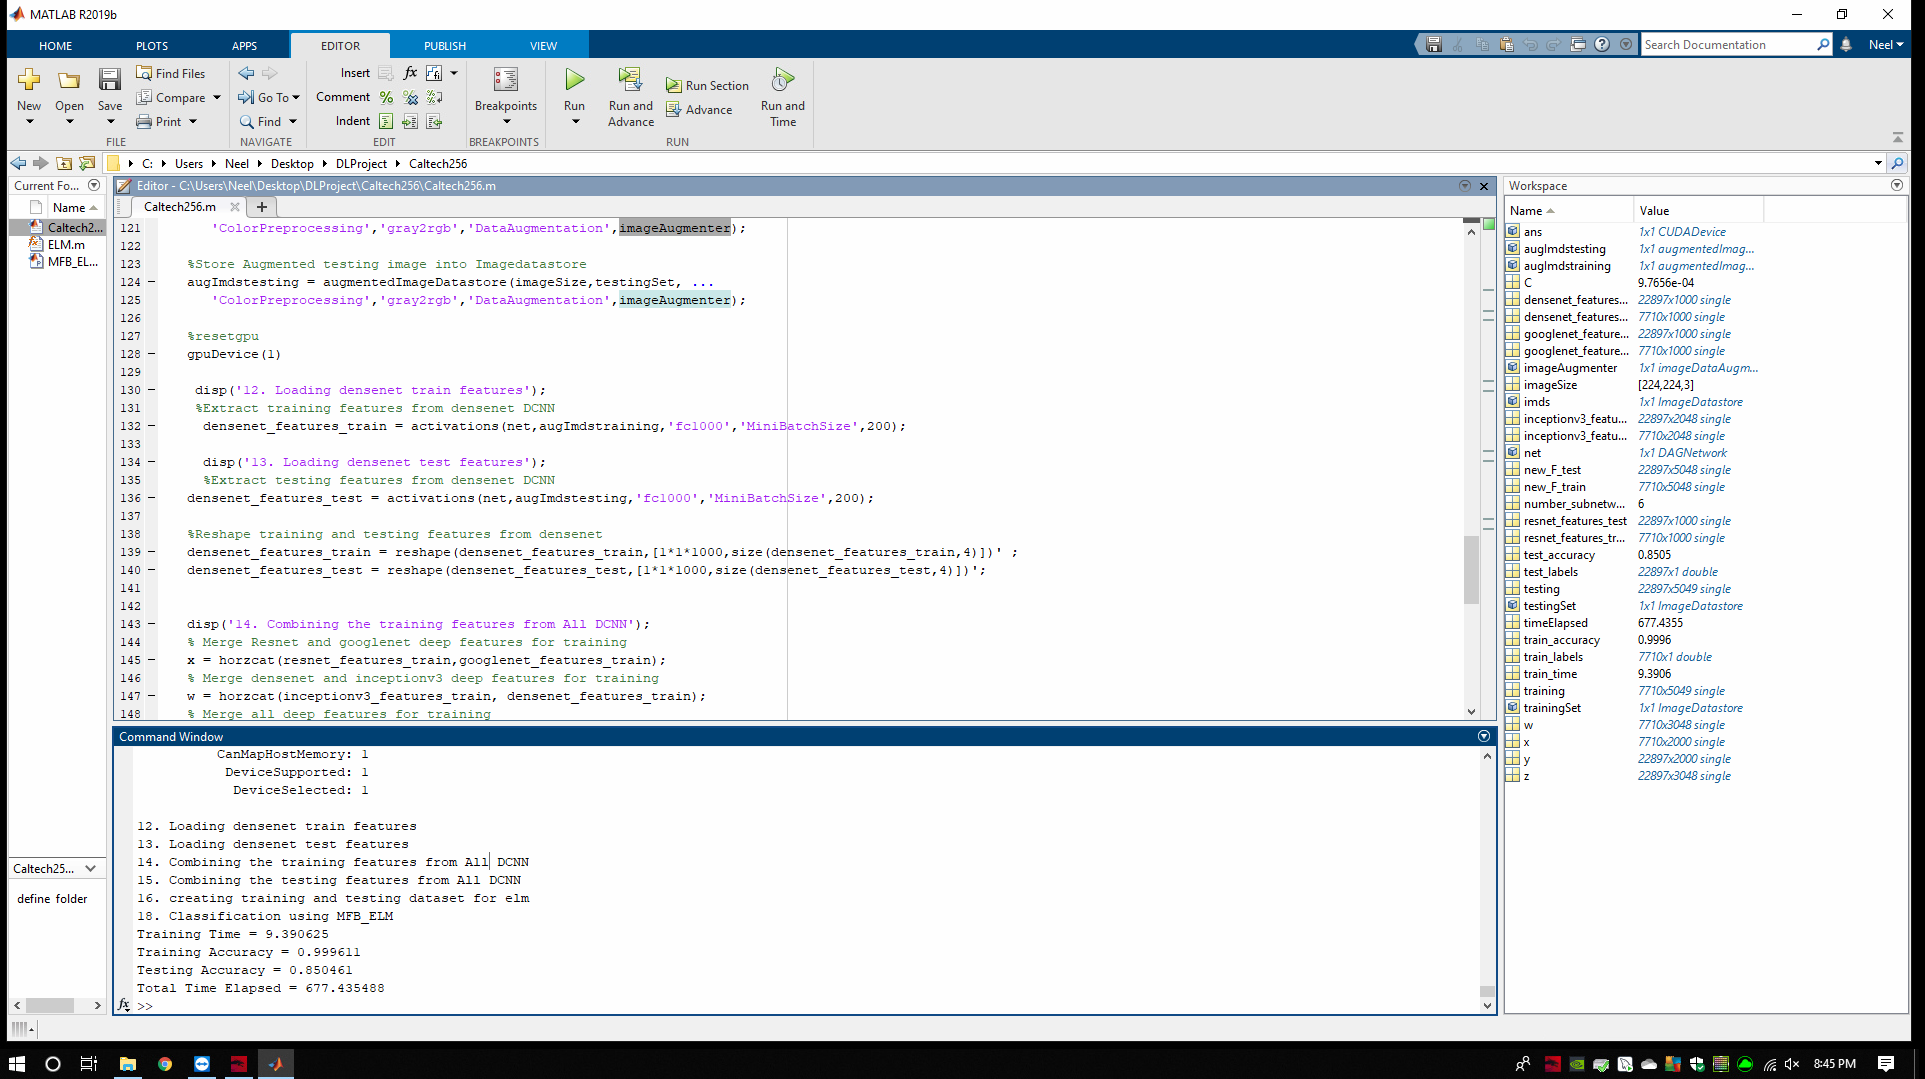 MATLAB R2019b
HOME PLOTS APPS EDITOR PUBLISH VIEW Search Documentation Neel
New Open Save Find Files Compare Print
FILE
Go To Find
NAVIGATE
Insert fx
Comment
Indent
EDIT
Breakpoints
BREAKPOINTS
Run Run and Advance Run Section Advance Run and Time
RUN
C: Users Neel Desktop DLProject Caltech256
Current Fo...
Name
Caltech2...
ELM.m
MFB_EL...
Caltech25...
define folder
Editor - C:\Users\Neel\Desktop\DLProject\Caltech256\Caltech256.m
Caltech256.m
121 'ColorPreprocessing','gray2rgb','DataAugmentation',imageAugmenter);
122
123 %Store Augmented testing image into Imagedatastore
124 — augImdstesting = augmentedImageDatastore(imageSize,testingSet, ...
125 'ColorPreprocessing','gray2rgb','DataAugmentation',imageAugmenter);
126
127 %resetgpu
128 — gpuDevice(1)
129
130 — disp('12. Loading densenet train features');
131 %Extract training features from densenet DCNN
132 — densenet_features_train = activations(net,augImdstraining,'fc1000','MiniBatchSize',200);
133
134 — disp('13. Loading densenet test features');
135 %Extract testing features from densenet DCNN
136 — densenet_features_test = activations(net,augImdstesting,'fc1000','MiniBatchSize',200);
137
138 %Reshape training and testing features from densenet
139 — densenet_features_train = reshape(densenet_features_train,[1*1*1000,size(densenet_features_train,4)])' ;
140 — densenet_features_test = reshape(densenet_features_test,[1*1*1000,size(densenet_features_test,4)])';
141
142
143 — disp('14. Combining the training features from All DCNN');
144 % Merge Resnet and googlenet deep features for training
145 — x = horzcat(resnet_features_train,googlenet_features_train);
146 % Merge densenet and inceptionv3 deep features for training
147 — w = horzcat(inceptionv3_features_train, densenet_features_train);
148 % Merge all deep features for training
Command Window
CanMapHostMemory: 1
DeviceSupported: 1
DeviceSelected: 1
12. Loading densenet train features
13. Loading densenet test features
14. Combining the training features from All DCNN
15. Combining the testing features from All DCNN
16. creating training and testing dataset for elm
18. Classification using MFB_ELM
Training Time = 9.390625
Training Accuracy = 0.999611
Testing Accuracy = 0.850461
Total Time Elapsed = 677.435488
fx >>
Workspace
Name Value
ans 1x1 CUDADevice
augImdstesting 1x1 augmentedImag...
augImdstraining 1x1 augmentedImag...
C 9.7656e-04
densenet_features... 22897x1000 single
densenet_features... 7710x1000 single
googlenet_feature... 22897x1000 single
googlenet_feature... 7710x1000 single
imageAugmenter 1x1 imageDataAugm...
imageSize [224,224,3]
imds 1x1 ImageDatastore
inceptionv3_featu... 22897x2048 single
inceptionv3_featu... 7710x2048 single
net 1x1 DAGNetwork
new_F_test 22897x5048 single
new_F_train 7710x5048 single
number_subnetw... 6
resnet_features_test 22897x1000 single
resnet_features_tr... 7710x1000 single
test_accuracy 0.8505
test_labels 22897x1 double
testing 22897x5049 single
testingSet 1x1 ImageDatastore
timeElapsed 677.4355
train_accuracy 0.9996
train_labels 7710x1 double
train_time 9.3906
training 7710x5049 single
trainingSet 1x1 ImageDatastore
w 7710x3048 single
x 7710x2000 single
y 22897x2000 single
z 22897x3048 single
8:45 PM